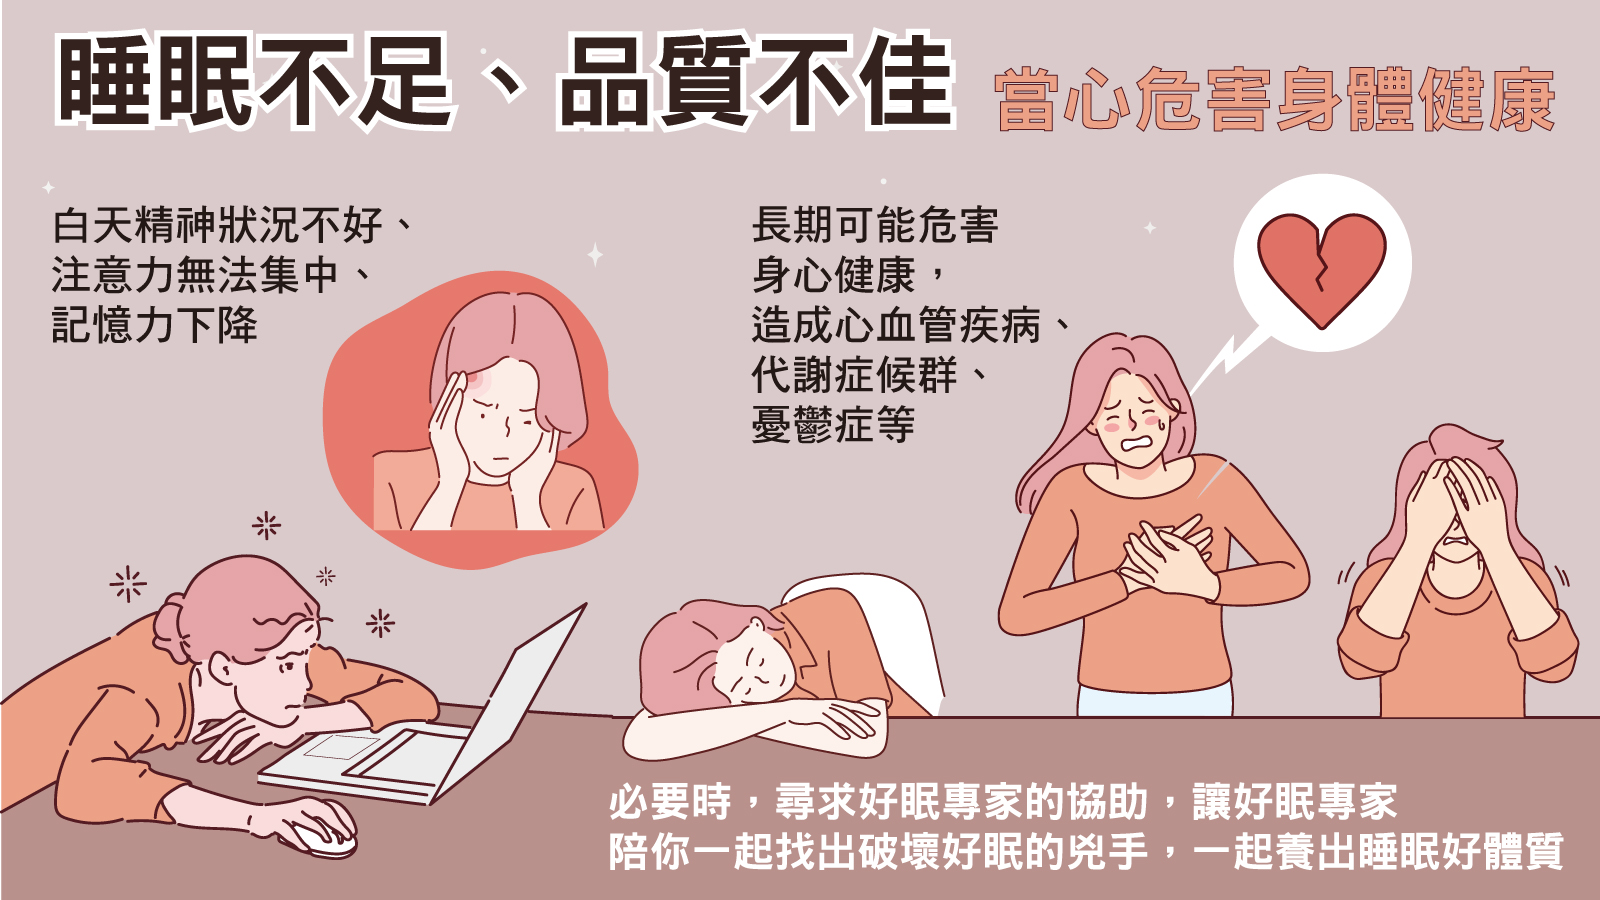 睡眠不足、品質不佳 當心危害身體健康
白天精神狀況不好、
注意力無法集中、
記憶力下降
長期可能危害
身心健康，
造成心血管疾病、
代謝症候群、
憂鬱症等
必要時，尋求好眠專家的協助，讓好眠專家
陪你一起找出破壞好眠的兇手，一起養出睡眠好體質